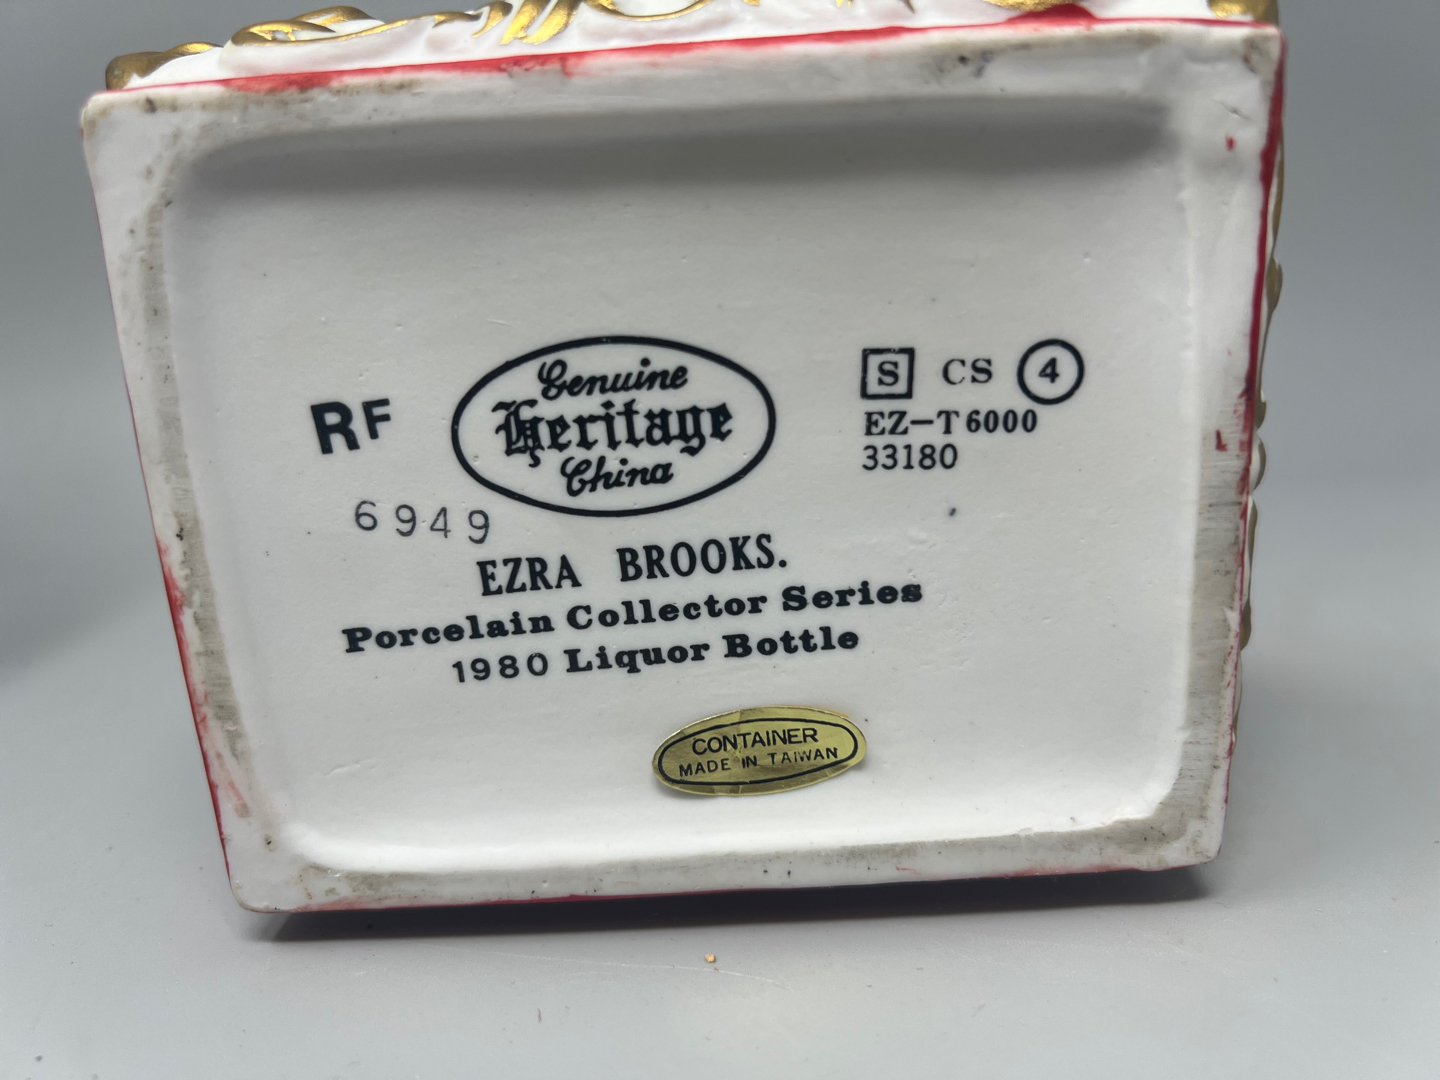 RF
Genuine
Heritage
China
S CS 4
EZ-T6000
33180
6949
EZRA BROOKS.
Porcelain Collector Series
1980 Liquor Bottle
CONTAINER
MADE IN TAIWAN